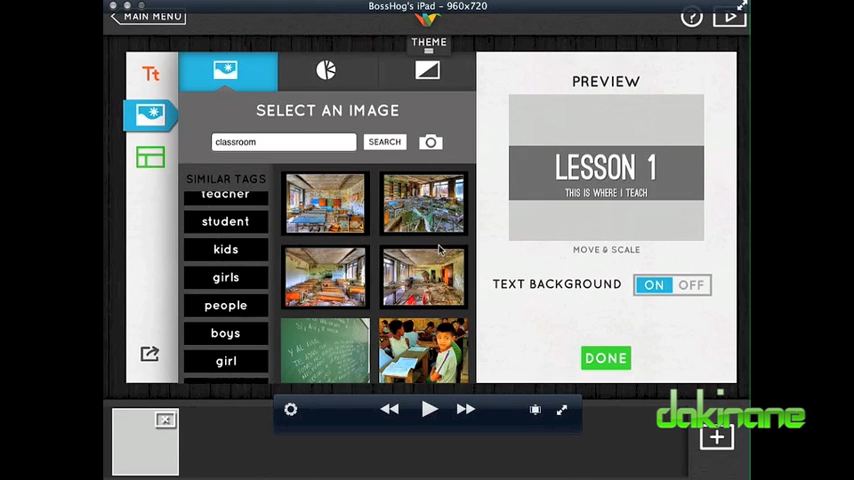 BossHog's iPad - 960x720
MAIN MENU
?
THEME
Tt
SELECT AN IMAGE
classroom
SEARCH
SIMILAR TAGS
teacher
student
kids
girls
people
boys
girl
PREVIEW
LESSON 1
THIS IS WHERE I TEACH
MOVE & SCALE
TEXT BACKGROUND ON OFF
DONE
dakinane